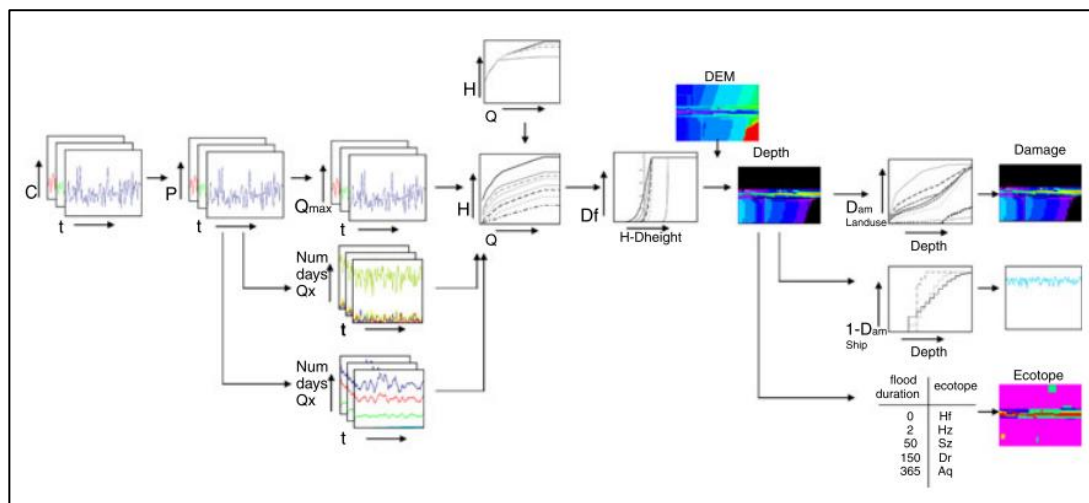 H
Q
DEM
C
t
P
t
Qmax
t
H
Q
Df
H-Dheight
Depth
Dam
Landuse
Depth
Damage
Num
days
Qx
t
1-Dam
Ship
Depth
Num
days
Qx
t
flood
duration ecotope
0 Hf
2 Hz
50 Sz
150 Dr
365 Aq
Ecotope